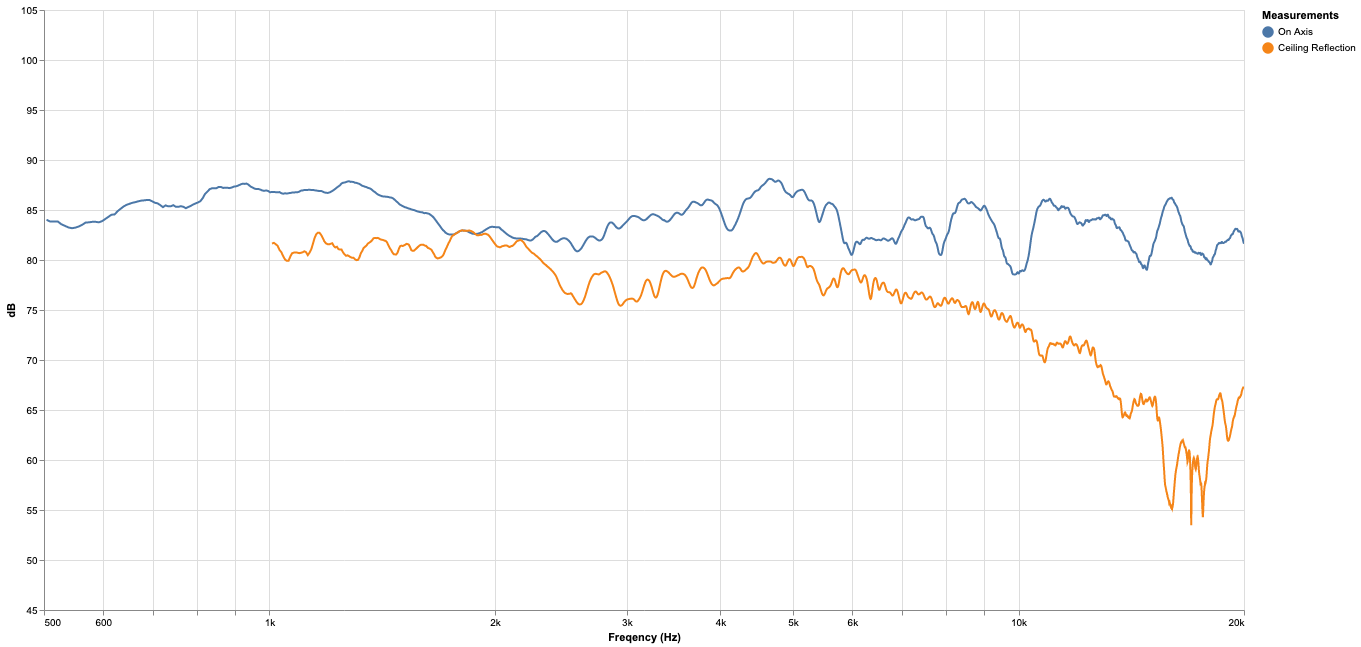 105
100
95
90
85
80
75
70
65
60
55
50
45
dB
500 600 1k 2k 3k 4k 5k 6k 10k 20k
Freqency (Hz)
Measurements
On Axis
Ceiling Reflection